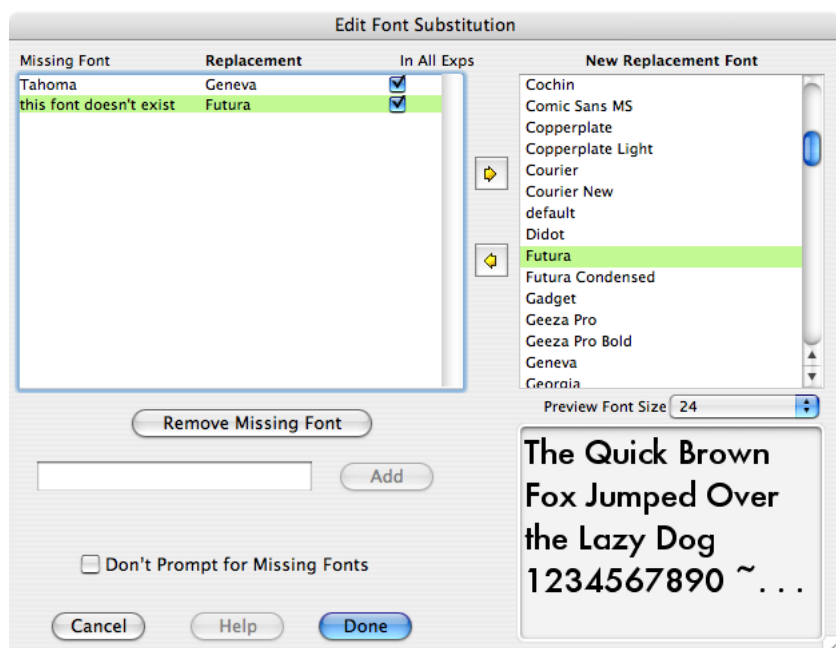 Edit Font Substitution
Missing Font Replacement In All Exps
Tahoma Geneva
this font doesn't exist Futura
Remove Missing Font
Add
Don't Prompt for Missing Fonts
Cancel Help Done
New Replacement Font
Cochin
Comic Sans MS
Copperplate
Copperplate Light
Courier
Courier New
default
Didot
Futura
Futura Condensed
Gadget
Geeza Pro
Geeza Pro Bold
Geneva
Georgia
Preview Font Size 24
The Quick Brown
Fox Jumped Over
the Lazy Dog
1234567890 ~. . .